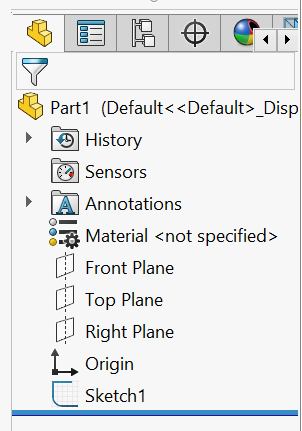 Part1 (Default<<Default>_Disp
History
Sensors
Annotations
Material <not specified>
Front Plane
Top Plane
Right Plane
Origin
Sketch1